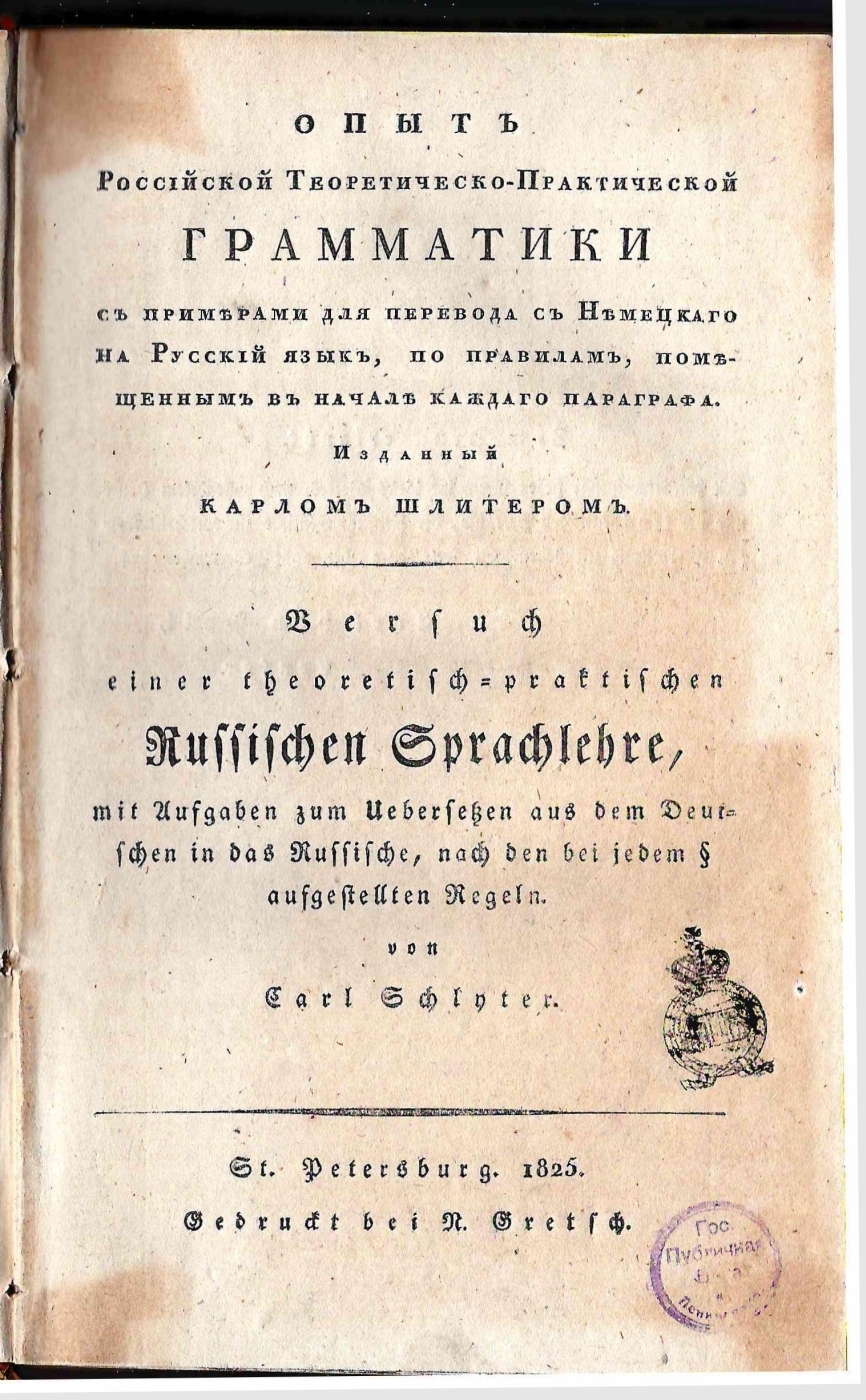 ОПЫТЪ
Россійской Теоретическо-Практической
ГРАММАТИКИ
съ примѣрами для перевода съ Нѣмецкаго
на Русскій языкъ, по правиламъ, помѣ-
щеннымъ въ началѣ каждаго параграфа.
Изданный
КАРЛОМЪ ШЛИТЕРОМЪ.
Versuch
einer theoretisch-praktischen
Russischen Sprachlehre,
mit Aufgaben zum Uebersetzen aus dem Deut-
schen in das Russische, nach den bei jedem §
aufgestellten Regeln.
von
Carl Schlyter.
St. Petersburg. 1825.
Gedruckt bei N. Gretsch.
Гос.
Публичная